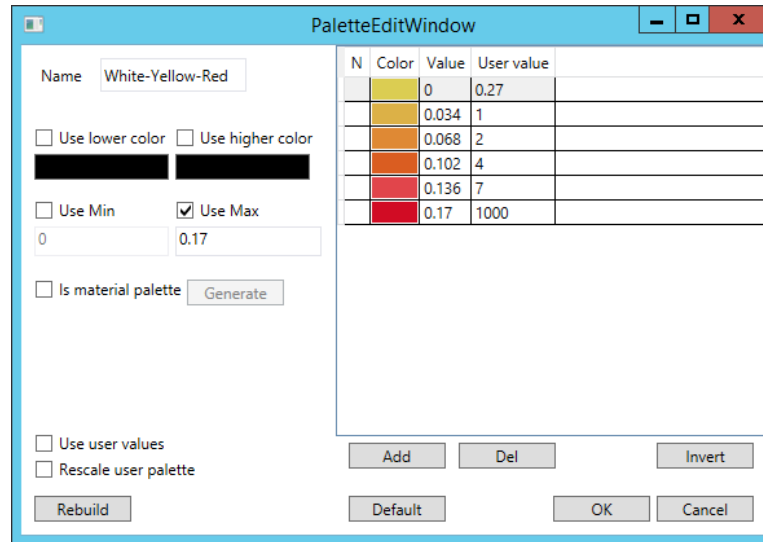 PaletteEditWindow
Name White-Yellow-Red
Use lower color Use higher color
Use Min Use Max
0 0.17
Is material palette Generate
Use user values
Rescale user palette
Rebuild
N Color Value User value
0 0.27
0.034 1
0.068 2
0.102 4
0.136 7
0.17 1000
Add Del Invert
Default OK Cancel